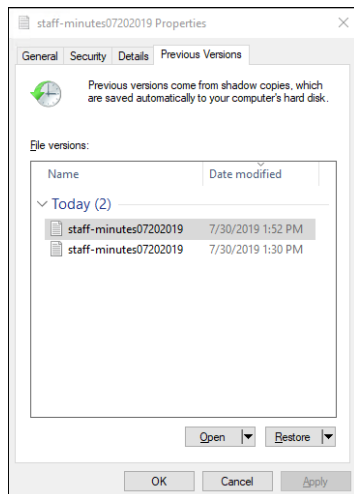 staff-minutes07202019 Properties
General Security Details Previous Versions
Previous versions come from shadow copies, which
are saved automatically to your computer's hard disk.
File versions:
Name Date modified
Today (2)
staff-minutes07202019 7/30/2019 1:52 PM
staff-minutes07202019 7/30/2019 1:30 PM
Open Restore
OK Cancel Apply